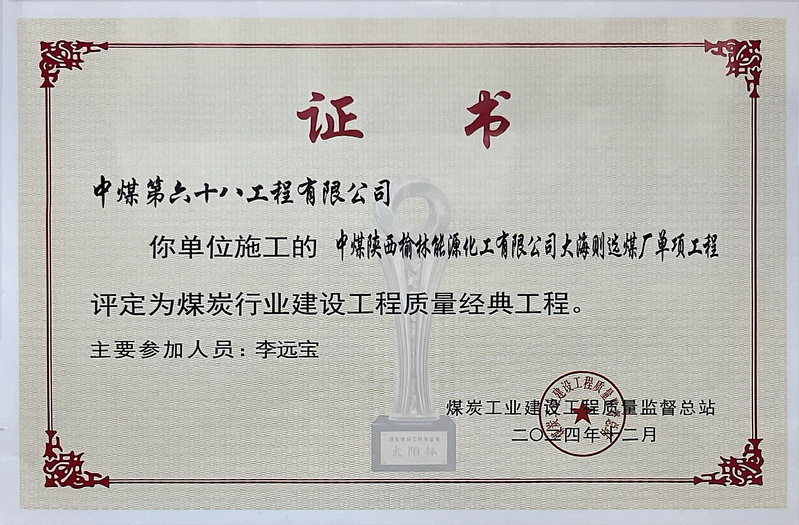 证书
中煤第六十八工程有限公司
你单位施工的 中煤陕西榆林能源化工有限公司大海则选煤厂单项工程
评定为煤炭行业建设工程质量经典工程。
主要参加人员：李远宝
煤炭工业建设工程质量监督总站
二〇二四年十二月
太阳杯